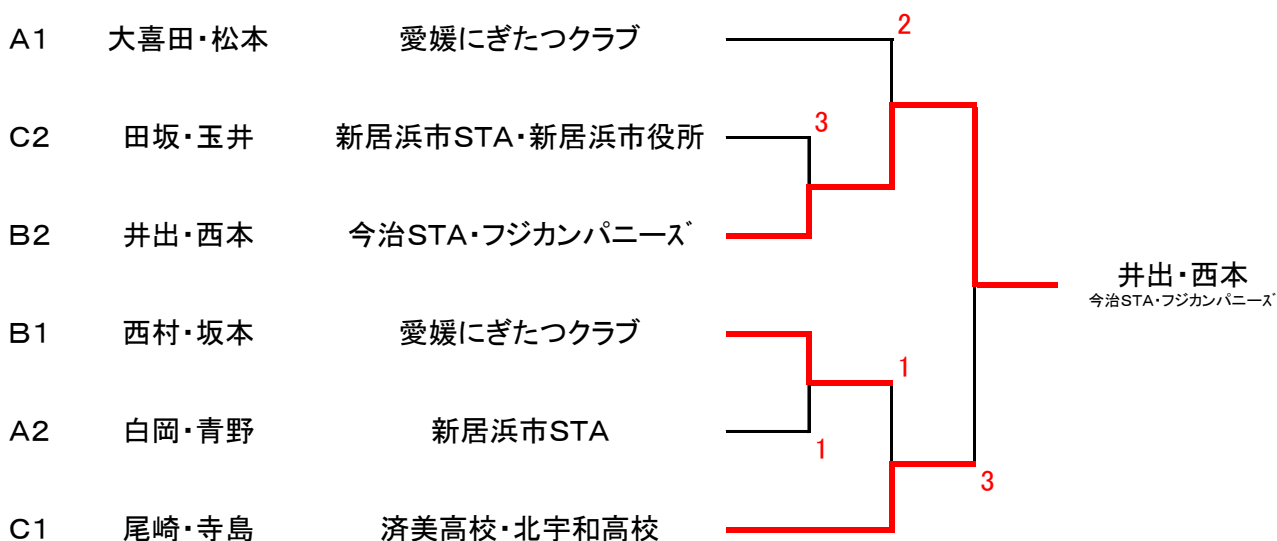 A1 大喜田・松本 愛媛にぎたつクラブ 2
C2 田坂・玉井 新居浜市STA・新居浜市役所 3
B2 井出・西本 今治STA・フジカンパニーズ
井出・西本
今治STA・フジカンパニーズ
B1 西村・坂本 愛媛にぎたつクラブ 1
A2 白岡・青野 新居浜市STA 1
3
C1 尾崎・寺島 済美高校・北宇和高校